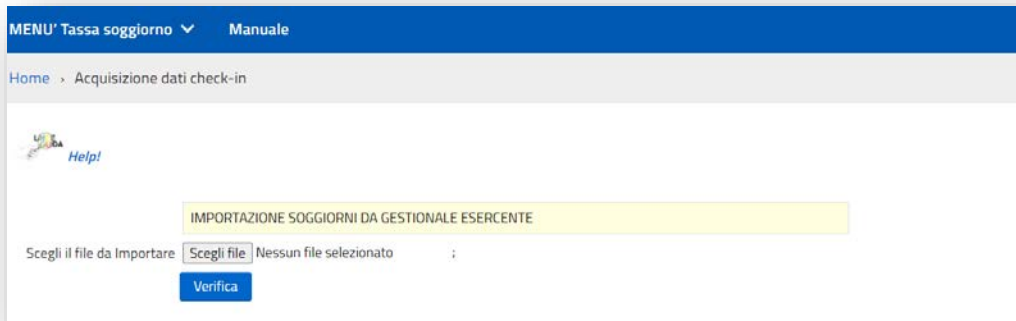 MENU' Tassa soggiorno Manuale
Home › Acquisizione dati check-in
Help!
IMPORTAZIONE SOGGIORNI DA GESTIONALE ESERCENTE
Scegli il file da Importare Scegli file Nessun file selezionato ;
Verifica